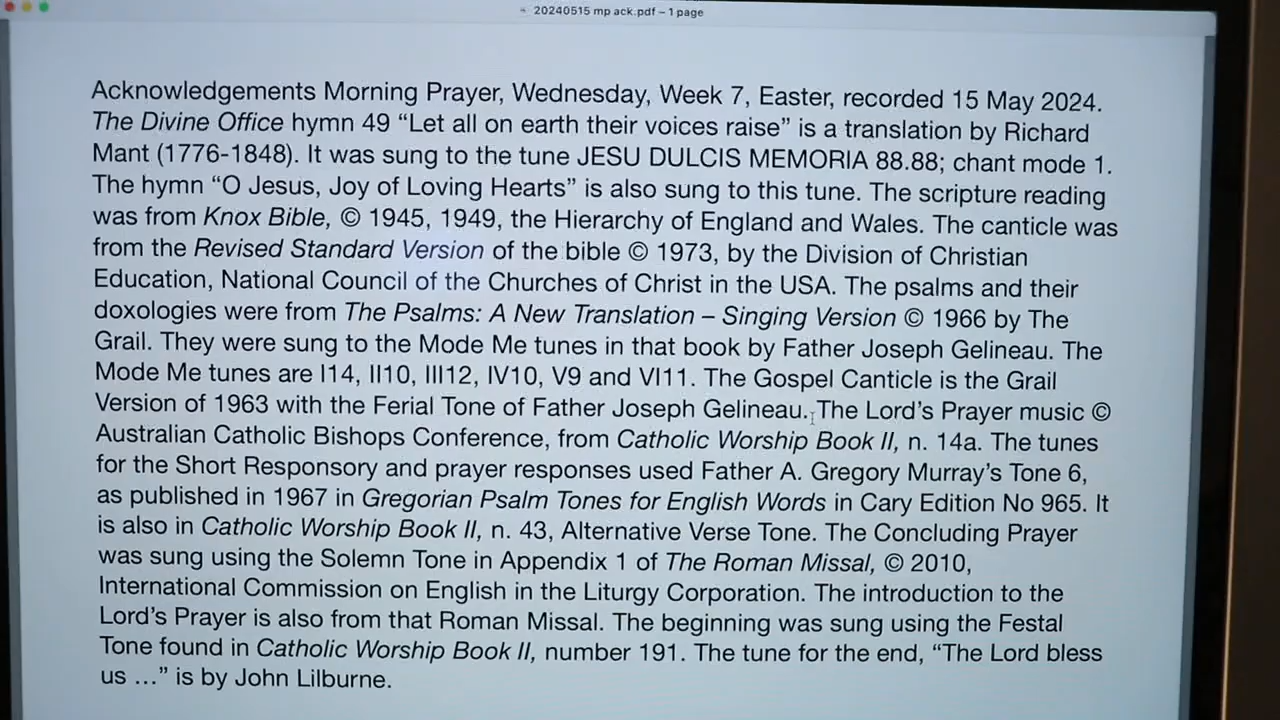 20240515 mp ack.pdf – 1 page
Acknowledgements Morning Prayer, Wednesday, Week 7, Easter, recorded 15 May 2024.
The Divine Office hymn 49 “Let all on earth their voices raise” is a translation by Richard
Mant (1776-1848). It was sung to the tune JESU DULCIS MEMORIA 88.88; chant mode 1.
The hymn “O Jesus, Joy of Loving Hearts” is also sung to this tune. The scripture reading
was from Knox Bible, © 1945, 1949, the Hierarchy of England and Wales. The canticle was
from the Revised Standard Version of the bible © 1973, by the Division of Christian
Education, National Council of the Churches of Christ in the USA. The psalms and their
doxologies were from The Psalms: A New Translation – Singing Version © 1966 by The
Grail. They were sung to the Mode Me tunes in that book by Father Joseph Gelineau. The
Mode Me tunes are I14, II10, III12, IV10, V9 and VI11. The Gospel Canticle is the Grail
Version of 1963 with the Ferial Tone of Father Joseph Gelineau. The Lord’s Prayer music ©
Australian Catholic Bishops Conference, from Catholic Worship Book II, n. 14a. The tunes
for the Short Responsory and prayer responses used Father A. Gregory Murray’s Tone 6,
as published in 1967 in Gregorian Psalm Tones for English Words in Cary Edition No 965. It
is also in Catholic Worship Book II, n. 43, Alternative Verse Tone. The Concluding Prayer
was sung using the Solemn Tone in Appendix 1 of The Roman Missal, © 2010,
International Commission on English in the Liturgy Corporation. The introduction to the
Lord’s Prayer is also from that Roman Missal. The beginning was sung using the Festal
Tone found in Catholic Worship Book II, number 191. The tune for the end, “The Lord bless
us …” is by John Lilburne.